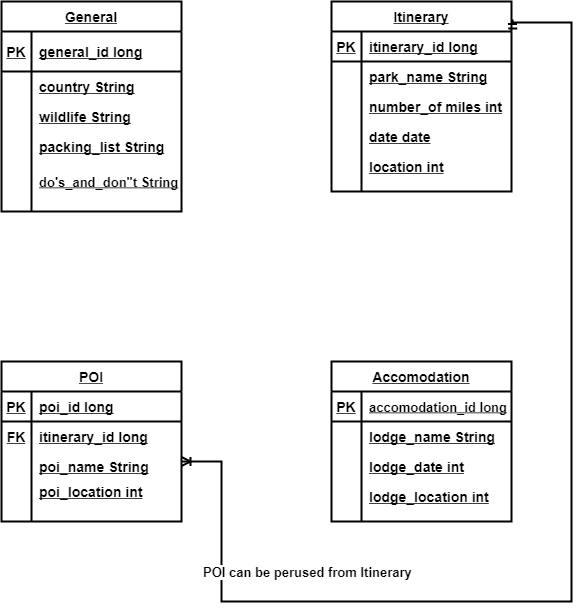 General
PK general_id long
country String
wildlife String
packing_list String
do's_and_don"t String
Itinerary
PK itinerary_id long
park_name String
number_of miles int
date date
location int
POI
PK poi_id long
FK itinerary_id long
poi_name String
poi_location int
Accomodation
PK accomodation_id long
lodge_name String
lodge_date int
lodge_location int
POI can be perused from Itinerary